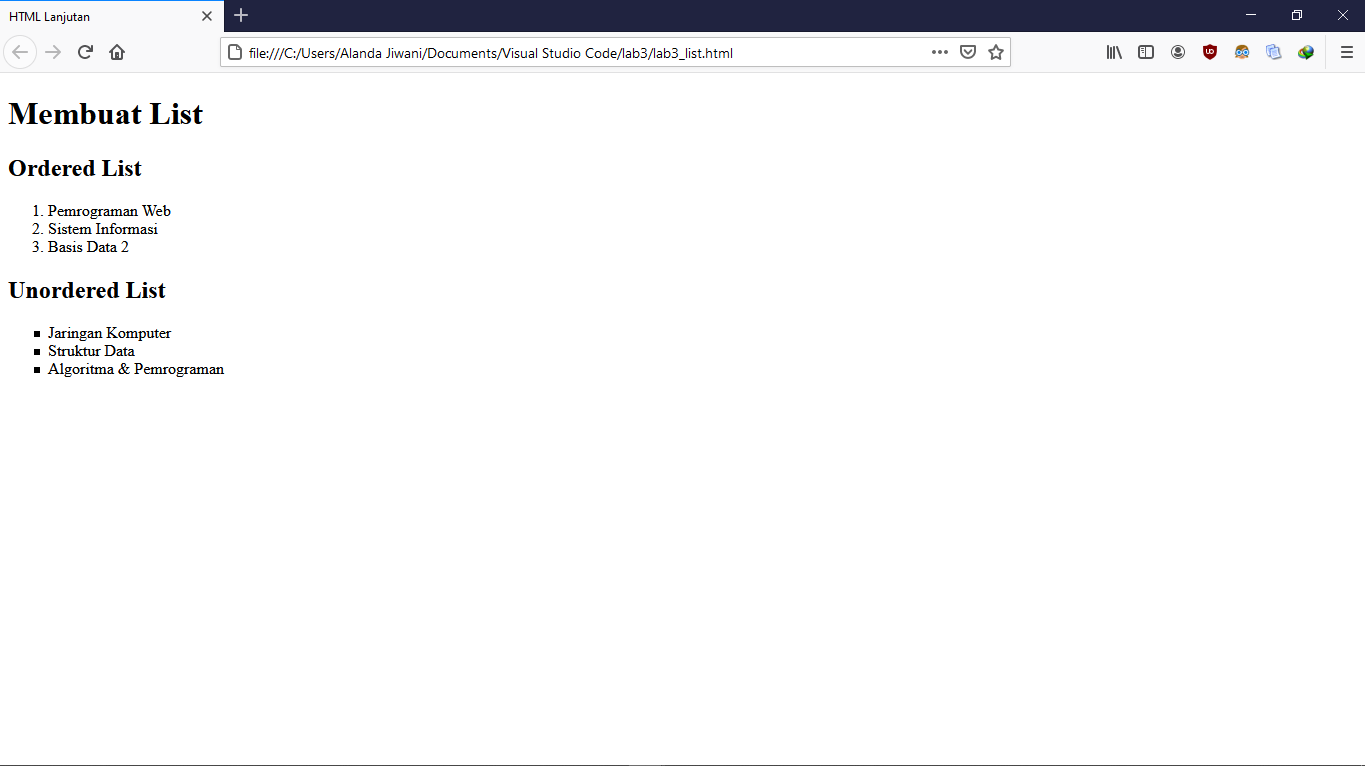 HTML Lanjutan
file:///C:/Users/Alanda Jiwani/Documents/Visual Studio Code/lab3/lab3_list.html
Membuat List
Ordered List
1. Pemrograman Web
2. Sistem Informasi
3. Basis Data 2
Unordered List
▪ Jaringan Komputer
▪ Struktur Data
▪ Algoritma & Pemrograman